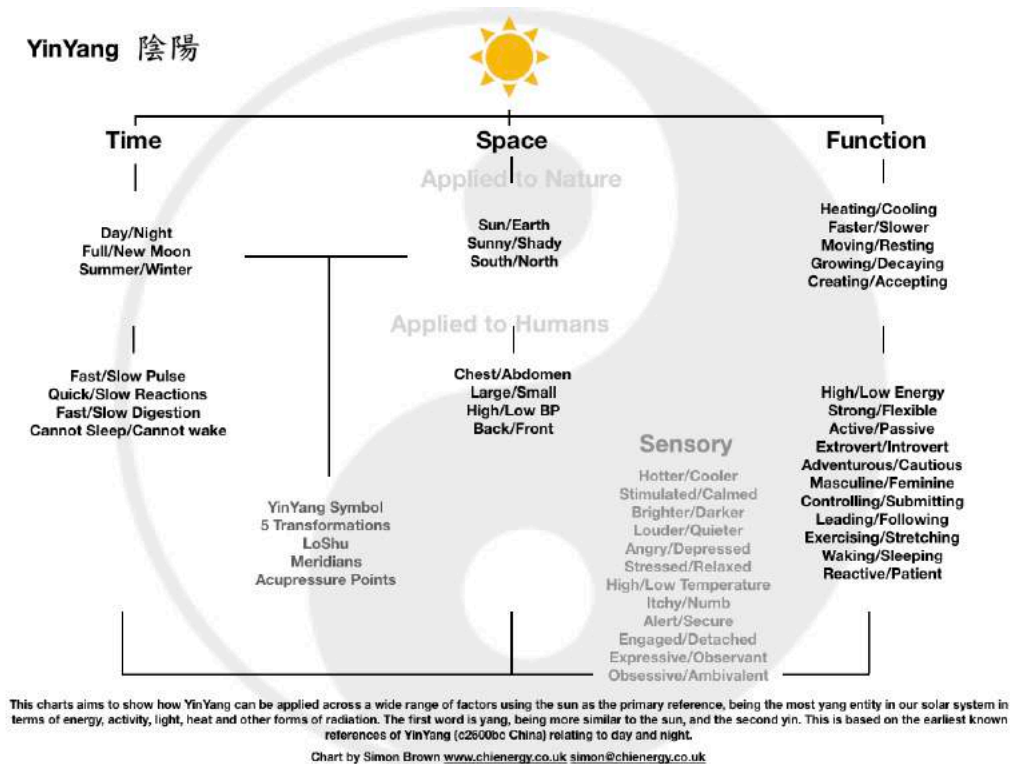 YinYang 陰陽
Time
Space
Function
Applied to Nature
Day/Night
Full/New Moon
Summer/Winter
Sun/Earth
Sunny/Shady
South/North
Heating/Cooling
Faster/Slower
Moving/Resting
Growing/Decaying
Creating/Accepting
Applied to Humans
Fast/Slow Pulse
Quick/Slow Reactions
Fast/Slow Digestion
Cannot Sleep/Cannot wake
Chest/Abdomen
Large/Small
High/Low BP
Back/Front
High/Low Energy
Strong/Flexible
Active/Passive
Extrovert/Introvert
Adventurous/Cautious
Masculine/Feminine
Controlling/Submitting
Leading/Following
Exercising/Stretching
Waking/Sleeping
Reactive/Patient
YinYang Symbol
5 Transformations
LoShu
Meridians
Acupressure Points
Sensory
Hotter/Cooler
Stimulated/Calmed
Brighter/Darker
Louder/Quieter
Angry/Depressed
Stressed/Relaxed
High/Low Temperature
Itchy/Numb
Alert/Secure
Engaged/Detached
Expressive/Observant
Obsessive/Ambivalent
This charts aims to show how YinYang can be applied across a wide range of factors using the sun as the primary reference, being the most yang entity in our solar system in
terms of energy, activity, light, heat and other forms of radiation. The first word is yang, being more similar to the sun, and the second yin. This is based on the earliest known
references of YinYang (c2600bc China) relating to day and night.
Chart by Simon Brown www.chienergy.co.uk simon@chienergy.co.uk